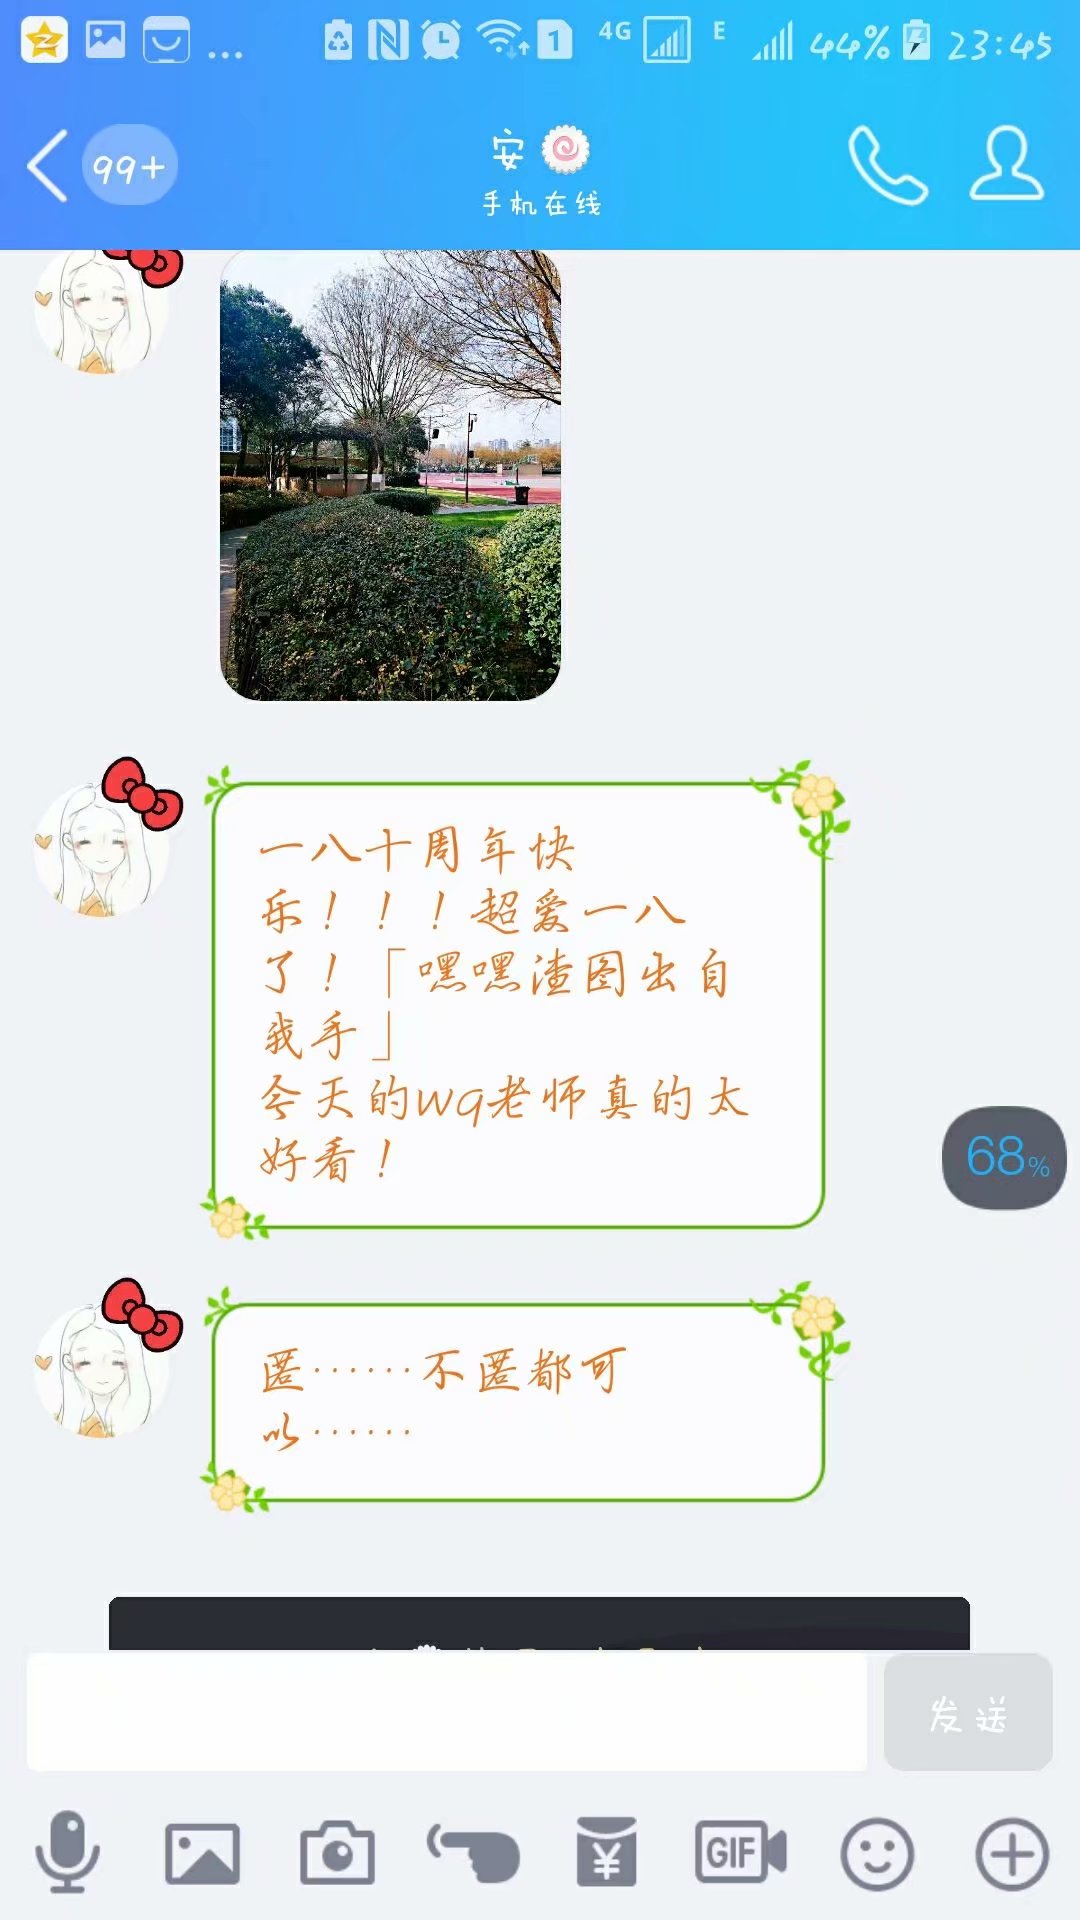 4G
E
1
44%
23:45
99+
安
手机在线
一八十周年快
乐！！！超爱一八
了！「嘿嘿渣图出自
我手」
今天的wq老师真的太
好看！
68%
匿……不匿都可
以……
发送
GIF